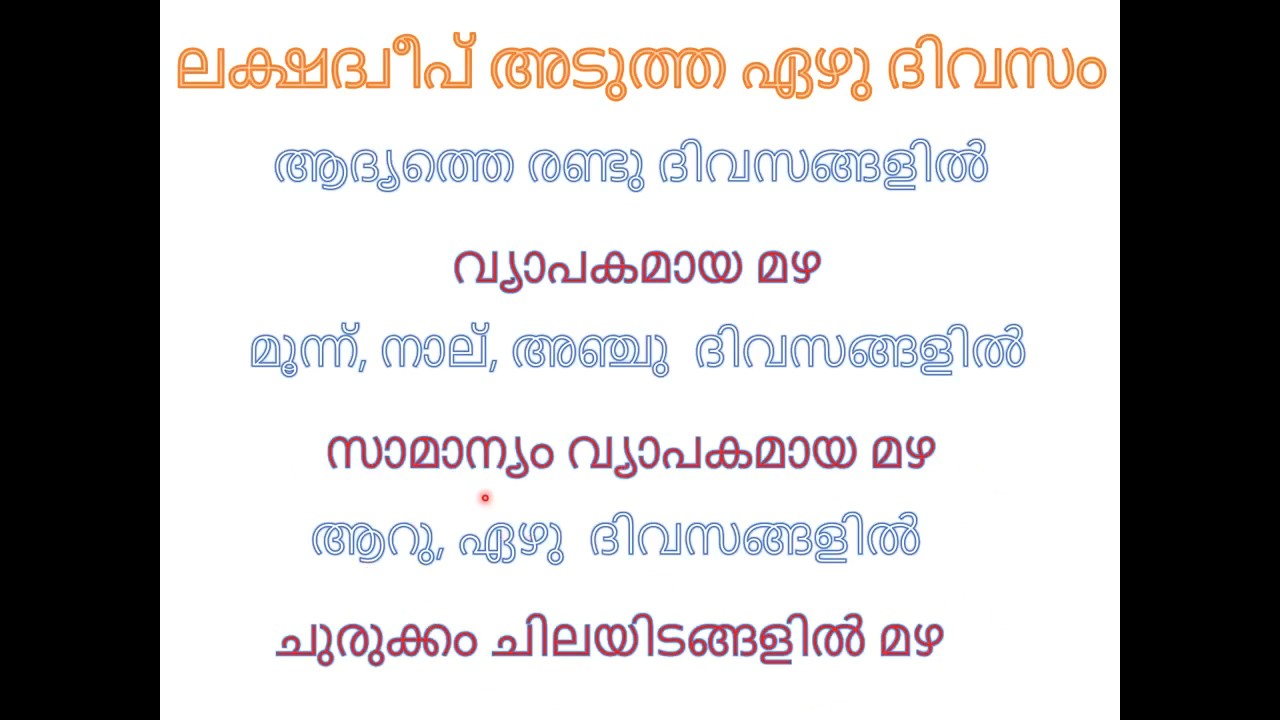 ലക്ഷദ്വീപ് അടുത്ത ഏഴു ദിവസം
ആദ്യത്തെ രണ്ടു ദിവസങ്ങളിൽ
വ്യാപകമായ മഴ
മൂന്ന്, നാല്, അഞ്ചു ദിവസങ്ങളിൽ
സാമാന്യം വ്യാപകമായ മഴ
ആറു, ഏഴു ദിവസങ്ങളിൽ
ചുരുക്കം ചിലയിടങ്ങളിൽ മഴ